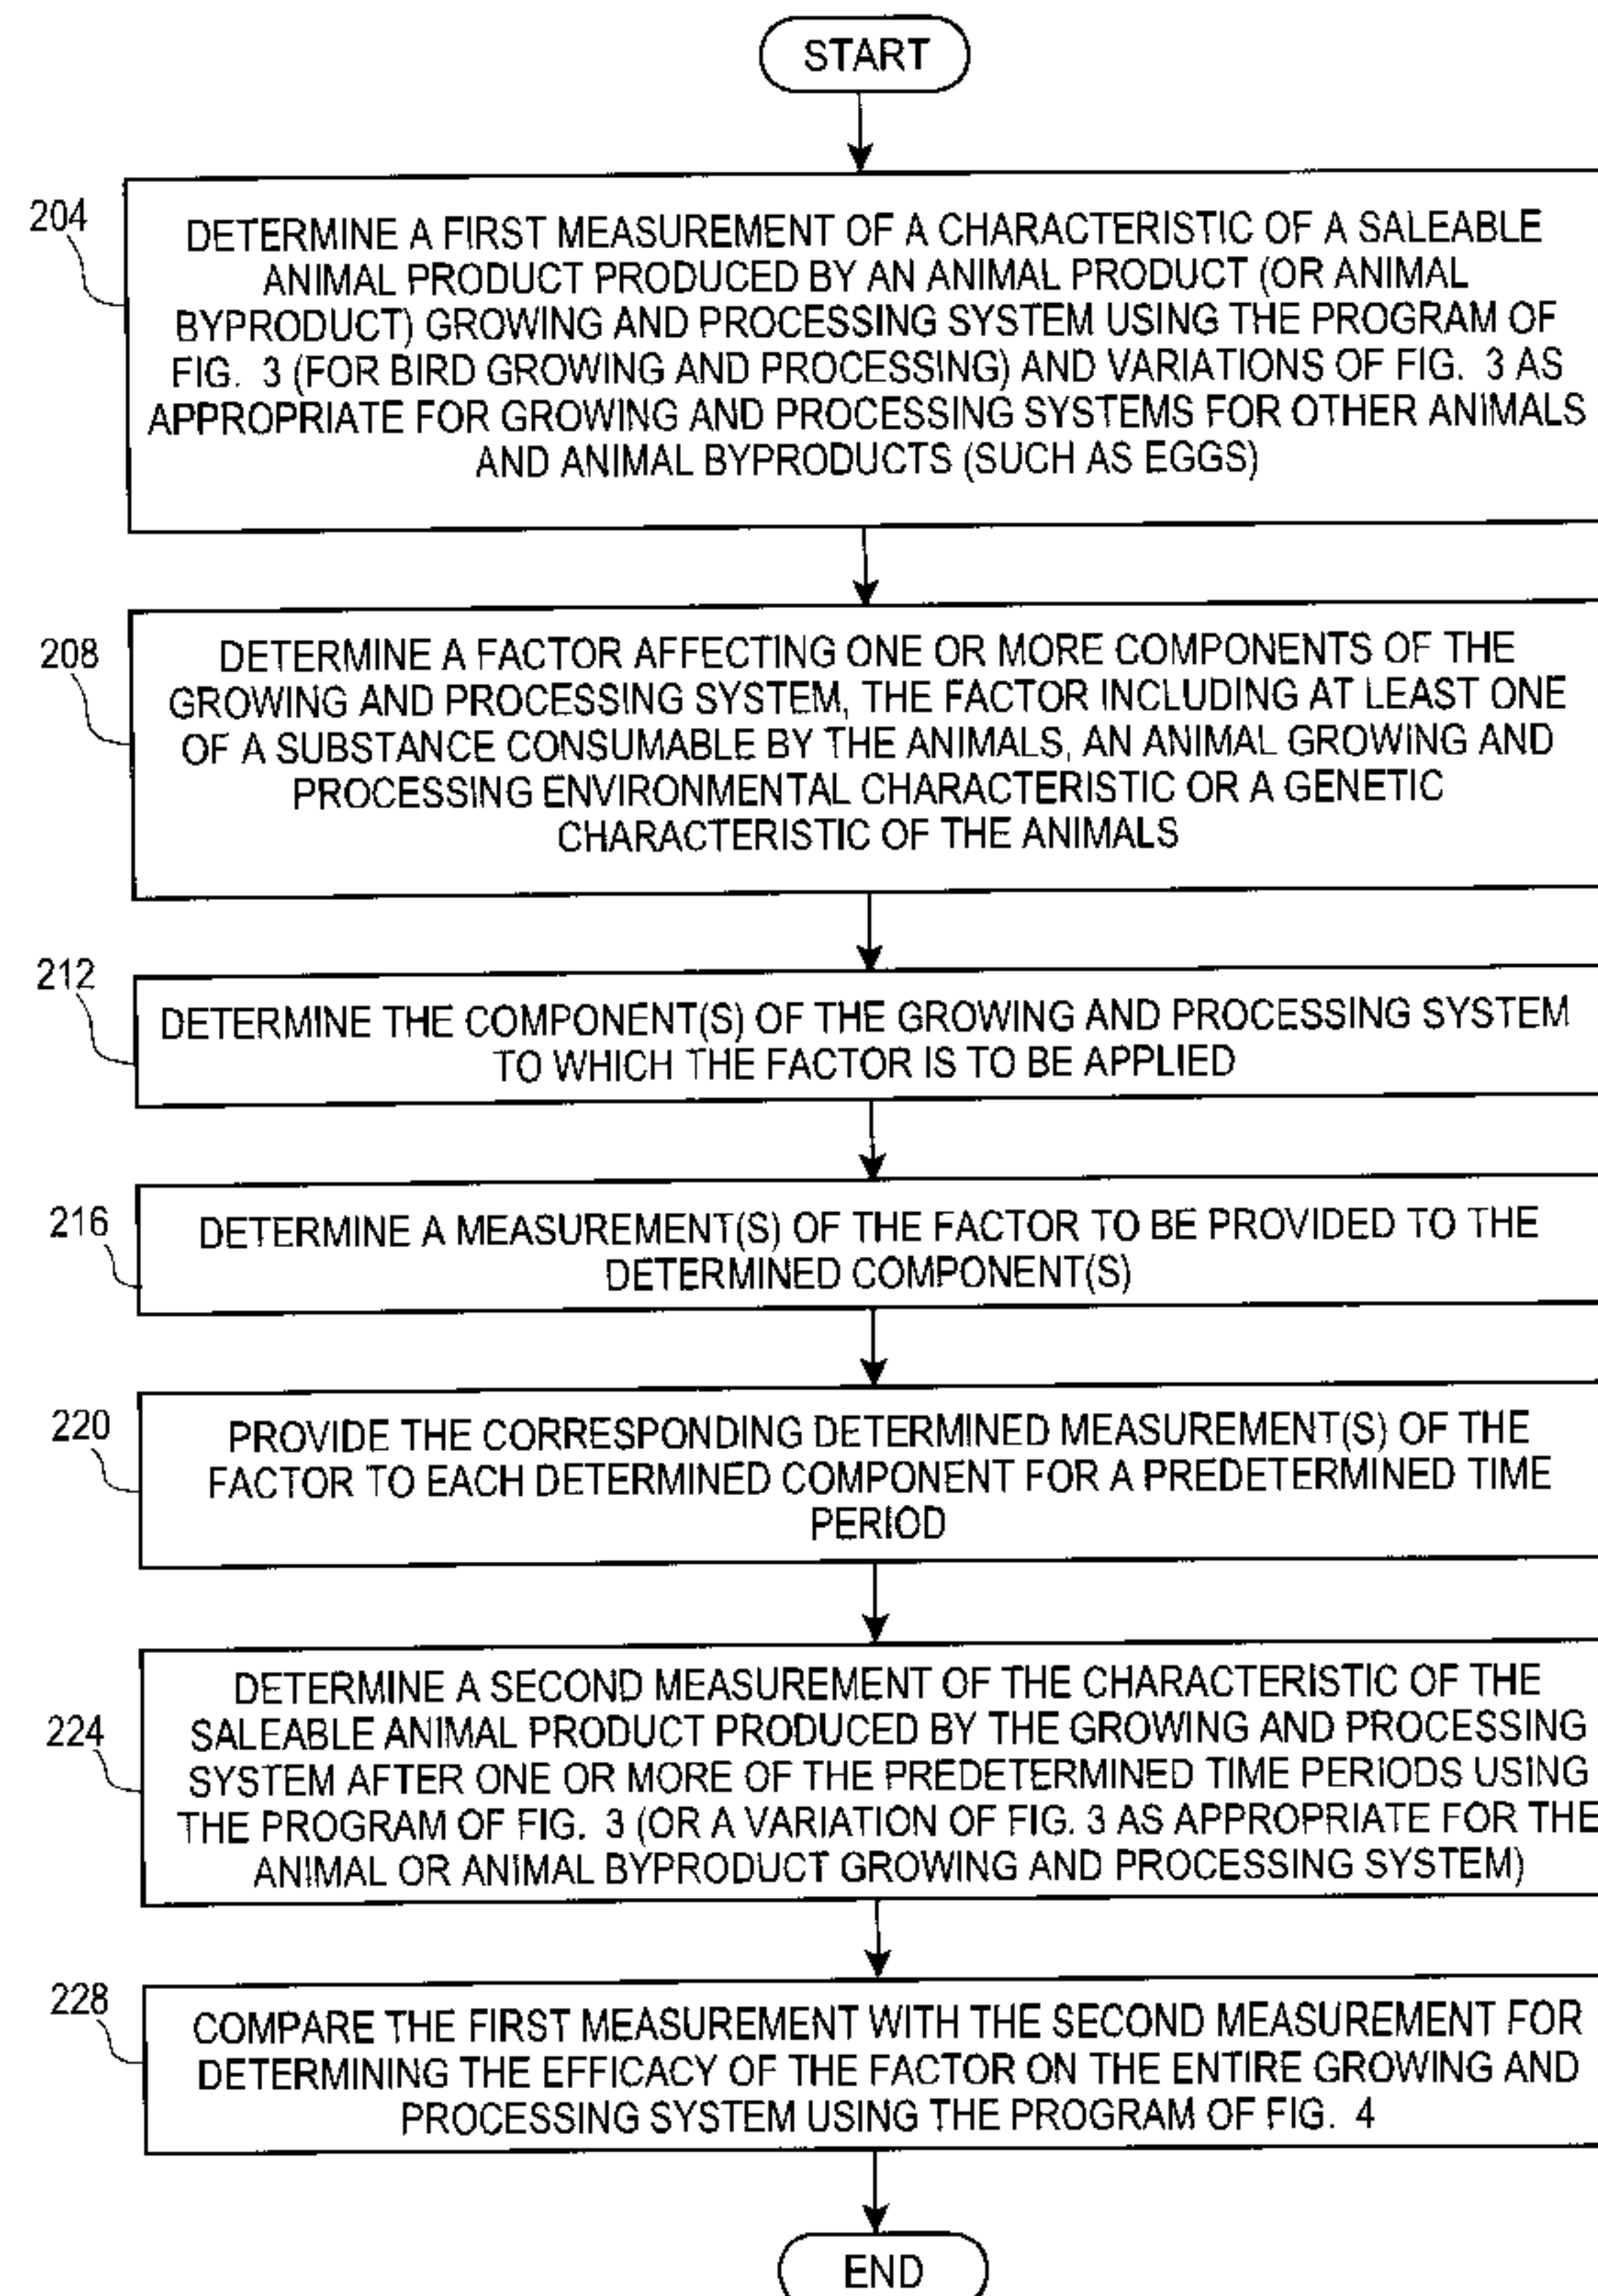 START
204
DETERMINE A FIRST MEASUREMENT OF A CHARACTERISTIC OF A SALEABLE
ANIMAL PRODUCT PRODUCED BY AN ANIMAL PRODUCT (OR ANIMAL
BYPRODUCT) GROWING AND PROCESSING SYSTEM USING THE PROGRAM OF
FIG. 3 (FOR BIRD GROWING AND PROCESSING) AND VARIATIONS OF FIG. 3 AS
APPROPRIATE FOR GROWING AND PROCESSING SYSTEMS FOR OTHER ANIMALS
AND ANIMAL BYPRODUCTS (SUCH AS EGGS)
208
DETERMINE A FACTOR AFFECTING ONE OR MORE COMPONENTS OF THE
GROWING AND PROCESSING SYSTEM, THE FACTOR INCLUDING AT LEAST ONE
OF A SUBSTANCE CONSUMABLE BY THE ANIMALS, AN ANIMAL GROWING AND
PROCESSING ENVIRONMENTAL CHARACTERISTIC OR A GENETIC
CHARACTERISTIC OF THE ANIMALS
212
DETERMINE THE COMPONENT(S) OF THE GROWING AND PROCESSING SYSTEM
TO WHICH THE FACTOR IS TO BE APPLIED
216
DETERMINE A MEASUREMENT(S) OF THE FACTOR TO BE PROVIDED TO THE
DETERMINED COMPONENT(S)
220
PROVIDE THE CORRESPONDING DETERMINED MEASUREMENT(S) OF THE
FACTOR TO EACH DETERMINED COMPONENT FOR A PREDETERMINED TIME
PERIOD
224
DETERMINE A SECOND MEASUREMENT OF THE CHARACTERISTIC OF THE
SALEABLE ANIMAL PRODUCT PRODUCED BY THE GROWING AND PROCESSING
SYSTEM AFTER ONE OR MORE OF THE PREDETERMINED TIME PERIODS USING
THE PROGRAM OF FIG. 3 (OR A VARIATION OF FIG. 3 AS APPROPRIATE FOR THE
ANIMAL OR ANIMAL BYPRODUCT GROWING AND PROCESSING SYSTEM)
228
COMPARE THE FIRST MEASUREMENT WITH THE SECOND MEASUREMENT FOR
DETERMINING THE EFFICACY OF THE FACTOR ON THE ENTIRE GROWING AND
PROCESSING SYSTEM USING THE PROGRAM OF FIG. 4
END